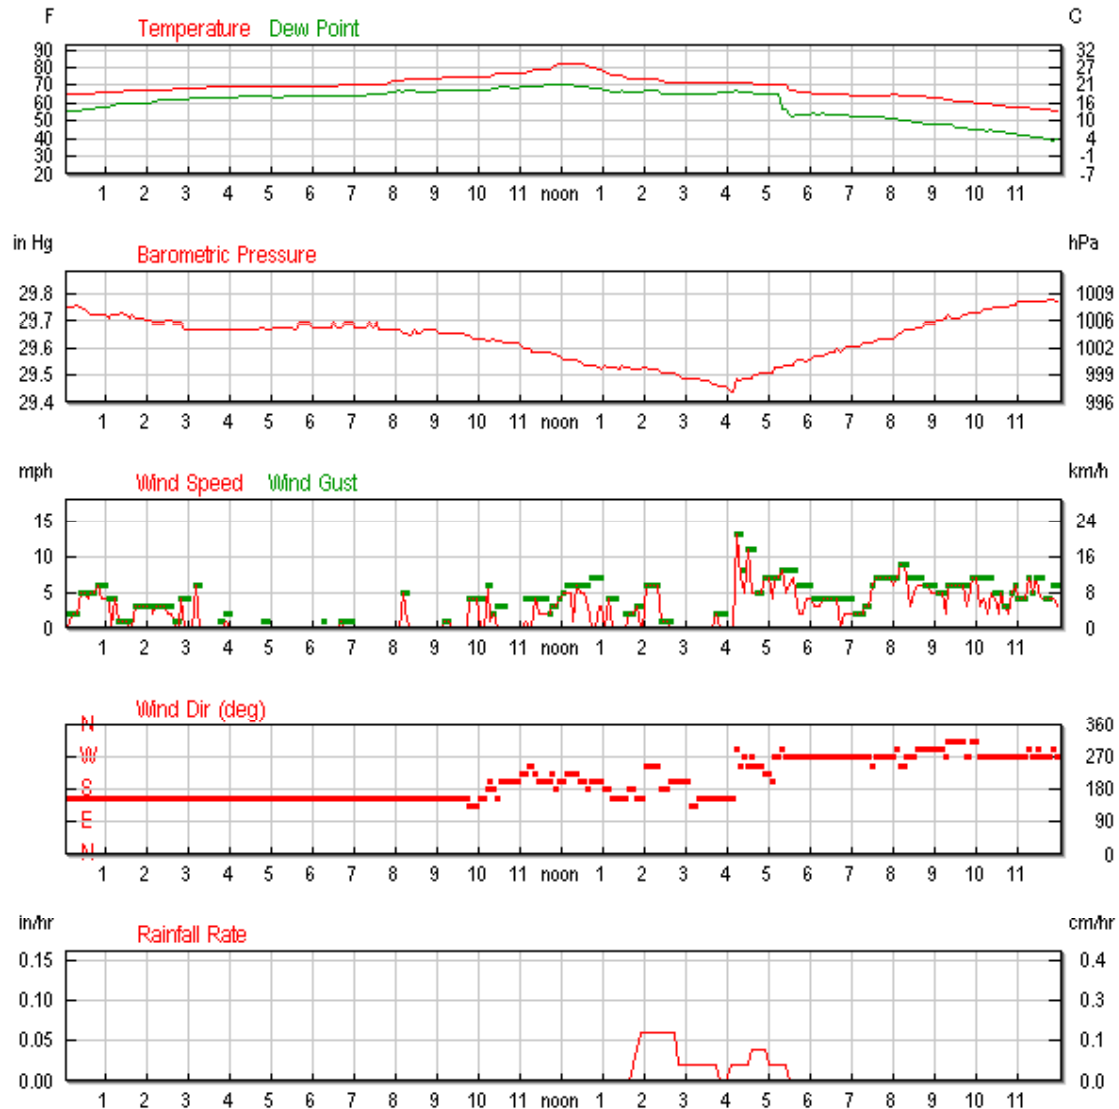 F Temperature Dew Point C
90 32
80 27
70 21
60 16
50 10
40 4
30 -1
20 -7
1 2 3 4 5 6 7 8 9 10 11 noon 1 2 3 4 5 6 7 8 9 10 11
in Hg Barometric Pressure hPa
29.8 1009
29.7 1006
29.6 1002
29.5 999
29.4 996
1 2 3 4 5 6 7 8 9 10 11 noon 1 2 3 4 5 6 7 8 9 10 11
mph Wind Speed Wind Gust km/h
15 24
10 16
5 8
0 0
1 2 3 4 5 6 7 8 9 10 11 noon 1 2 3 4 5 6 7 8 9 10 11
Wind Dir (deg)
N 360
W 270
S 180
E 90
N 0
1 2 3 4 5 6 7 8 9 10 11 noon 1 2 3 4 5 6 7 8 9 10 11
in/hr Rainfall Rate cm/hr
0.15 0.4
0.10 0.3
0.05 0.1
0.00 0.0
1 2 3 4 5 6 7 8 9 10 11 noon 1 2 3 4 5 6 7 8 9 10 11